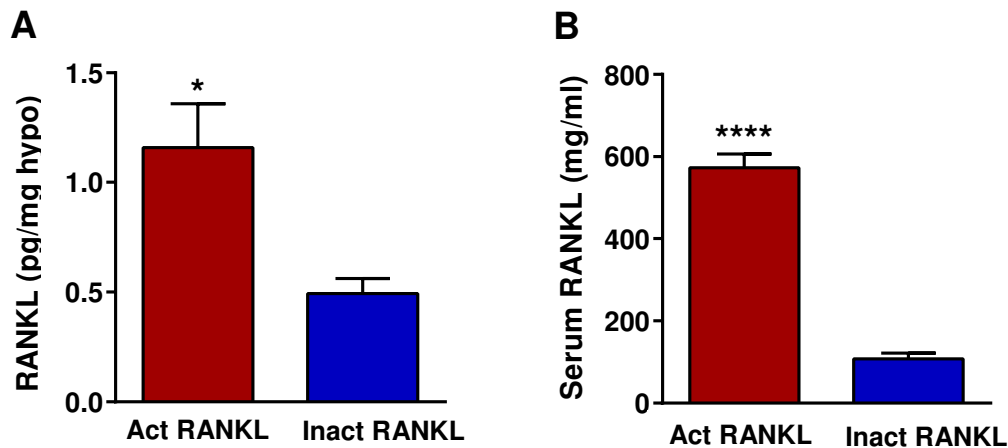 A
RANKL (pg/mg hypo)
1.5
1.0
0.5
0.0
*
Act RANKL
Inact RANKL
B
Serum RANKL (mg/ml)
800
600
400
200
0
****
Act RANKL
Inact RANKL